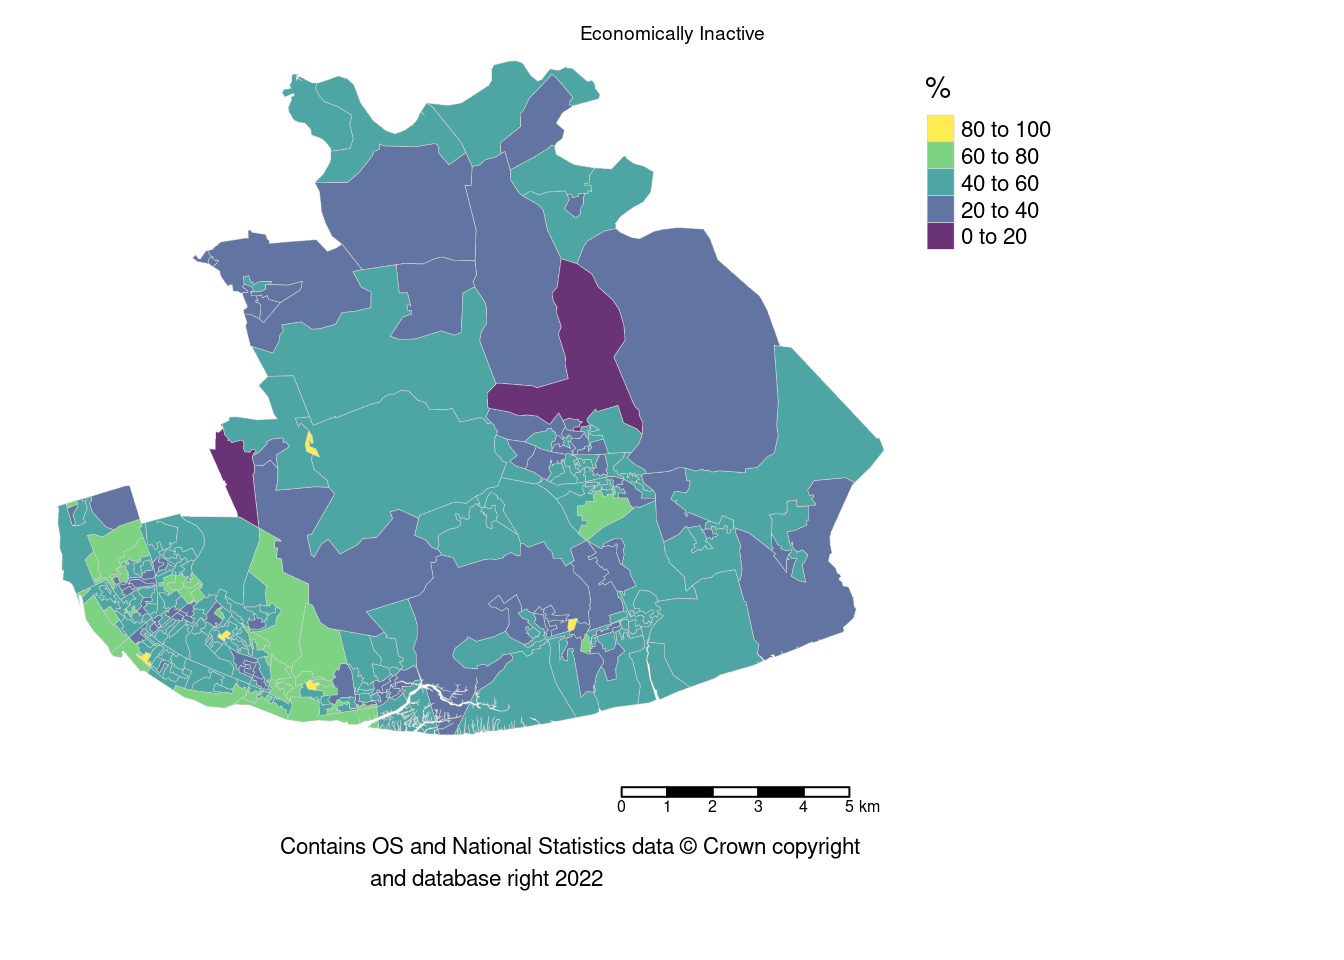 Economically Inactive
%
80 to 100
60 to 80
40 to 60
20 to 40
0 to 20
0 1 2 3 4 5 km
Contains OS and National Statistics data © Crown copyright
and database right 2022